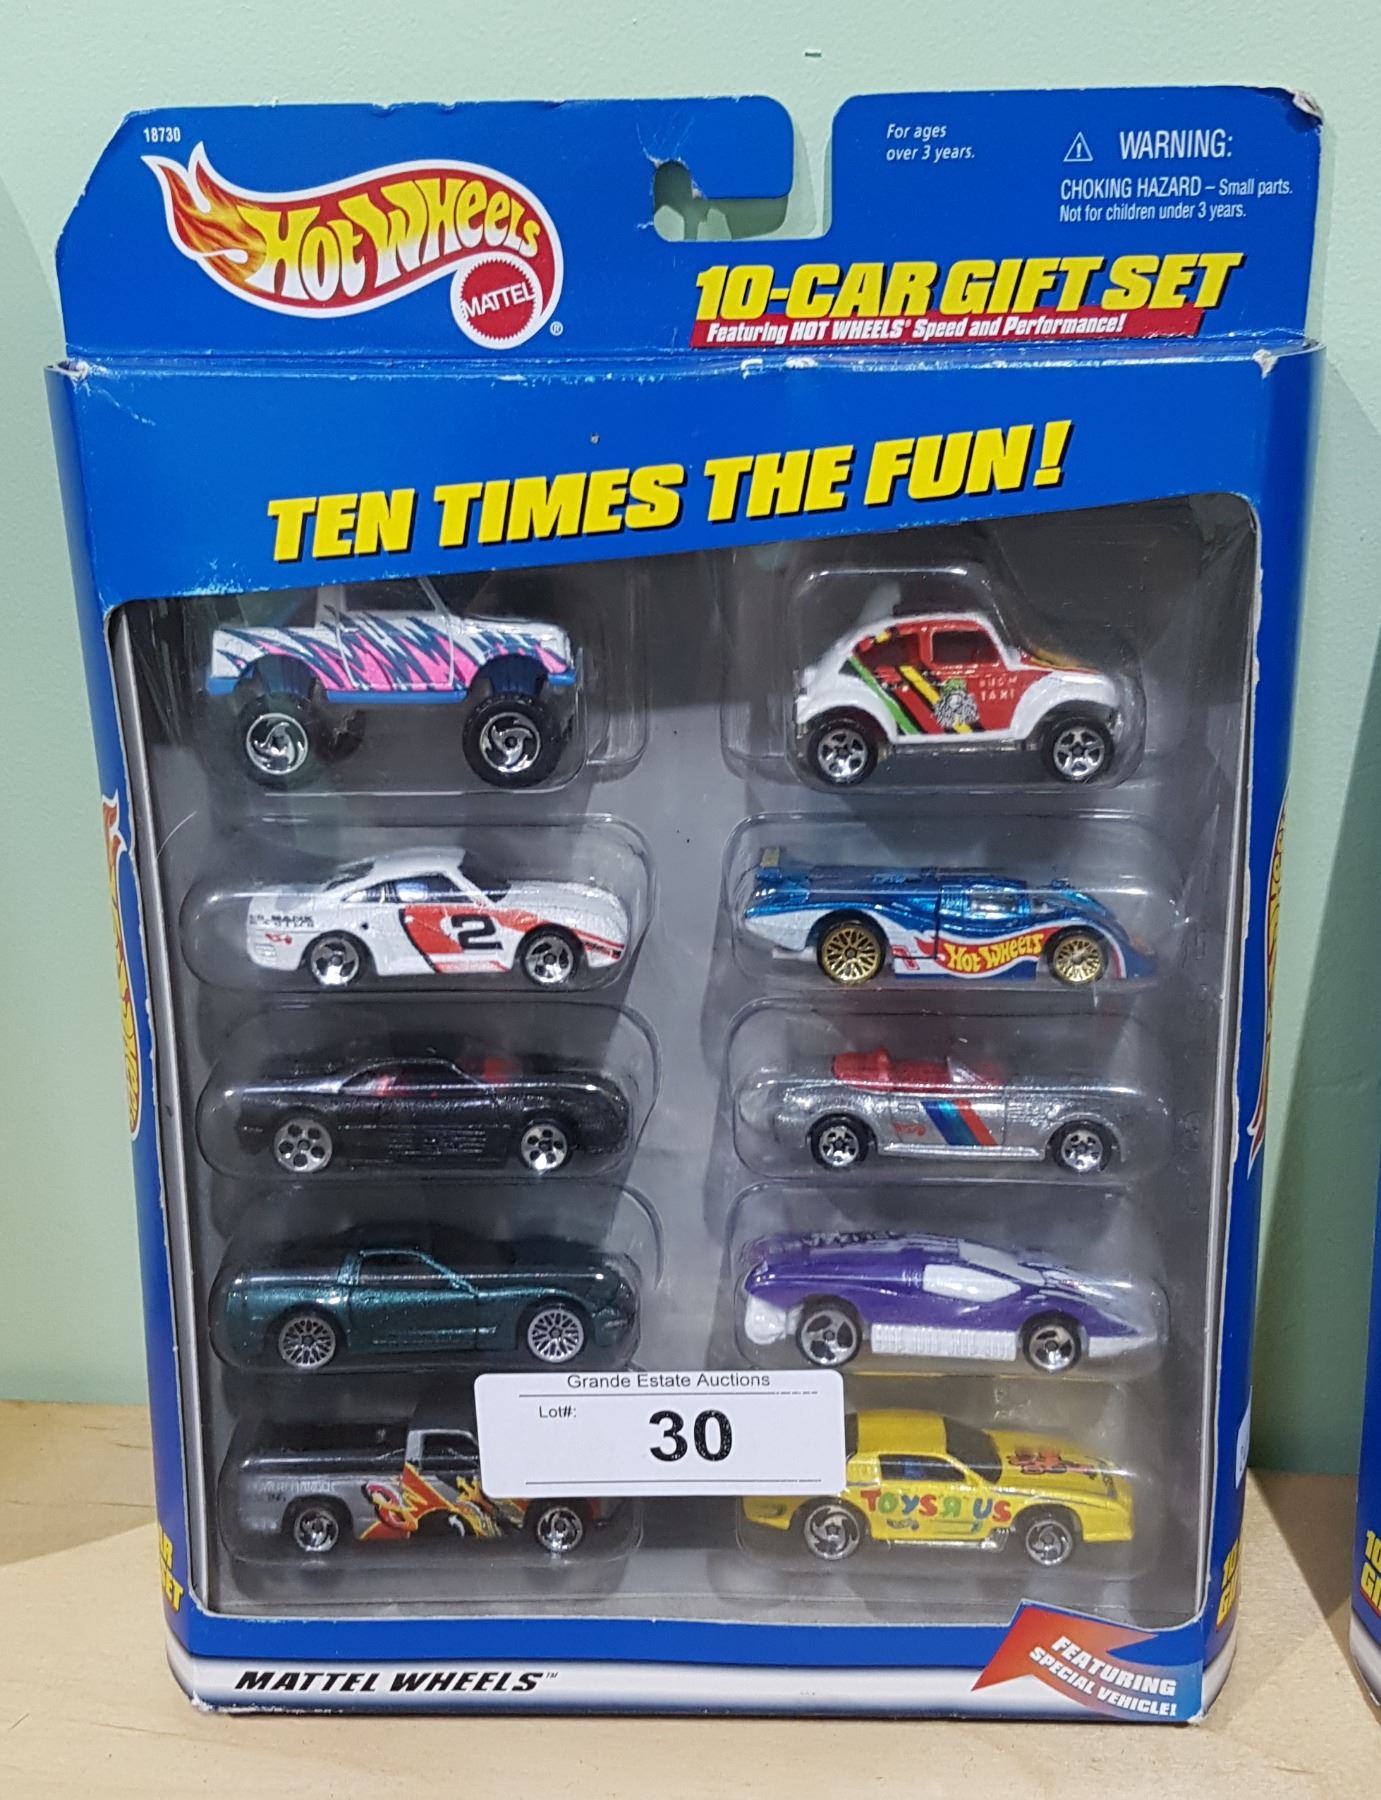 18730
HOT WHEELS
MATTEL
®
For ages
over 3 years.
WARNING:
CHOKING HAZARD – Small parts.
Not for children under 3 years.
10-CAR GIFT SET
Featuring HOT WHEELS® Speed and Performance!
TEN TIMES THE FUN!
2
HOT WHEELS
Grande Estate Auctions
Lot#:
30
TOYS R US
MATTEL WHEELS™
FEATURING
SPECIAL VEHICLE!